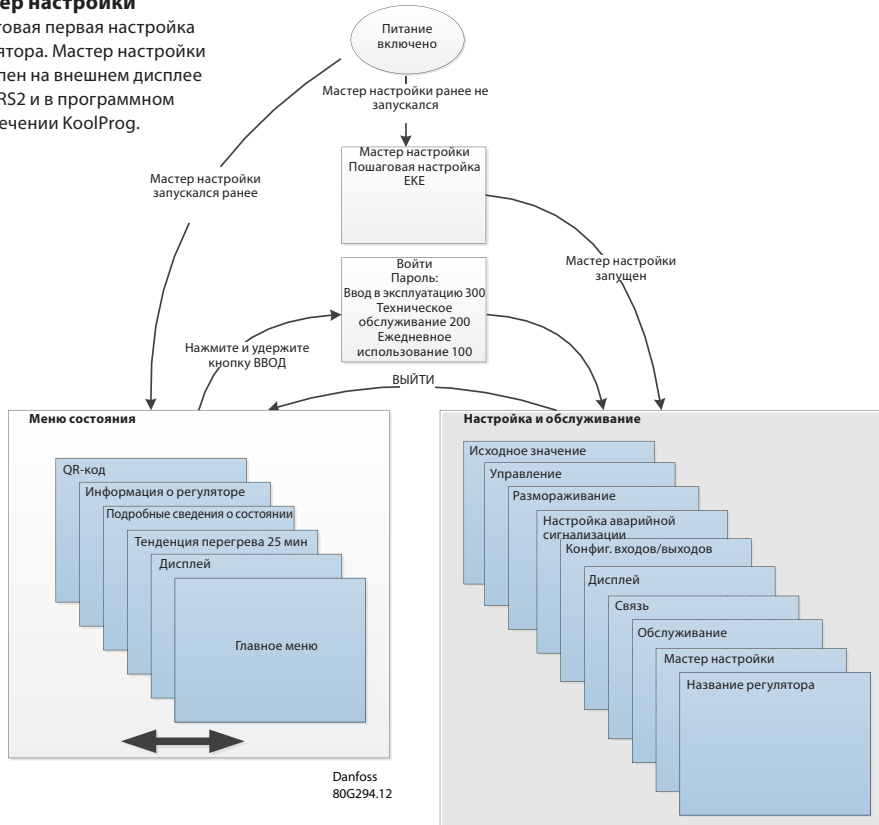 ер настройки
говая первая настройка
ятора. Мастер настройки
лен на внешнем дисплее
RS2 и в программном
ечении KoolProg.
Питание
включено
Мастер настройки ранее не
запускался
Мастер настройки
запускался ранее
Мастер настройки
Пошаговая настройка
EKE
Мастер настройки
запущен
Войти
Пароль:
Ввод в эксплуатацию 300
Техническое
обслуживание 200
Ежедневное
использование 100
Нажмите и удержите
кнопку ВВОД
ВЫЙТИ
Меню состояния
QR-код
Информация о регуляторе
Подробные сведения о состоянии
Тенденция перегрева 25 мин
Дисплей
Главное меню
Настройка и обслуживание
Исходное значение
Управление
Размораживание
Настройка аварийной
сигнализации
Конфиг. входов/выходов
Дисплей
Связь
Обслуживание
Мастер настройки
Название регулятора
Danfoss
80G294.12